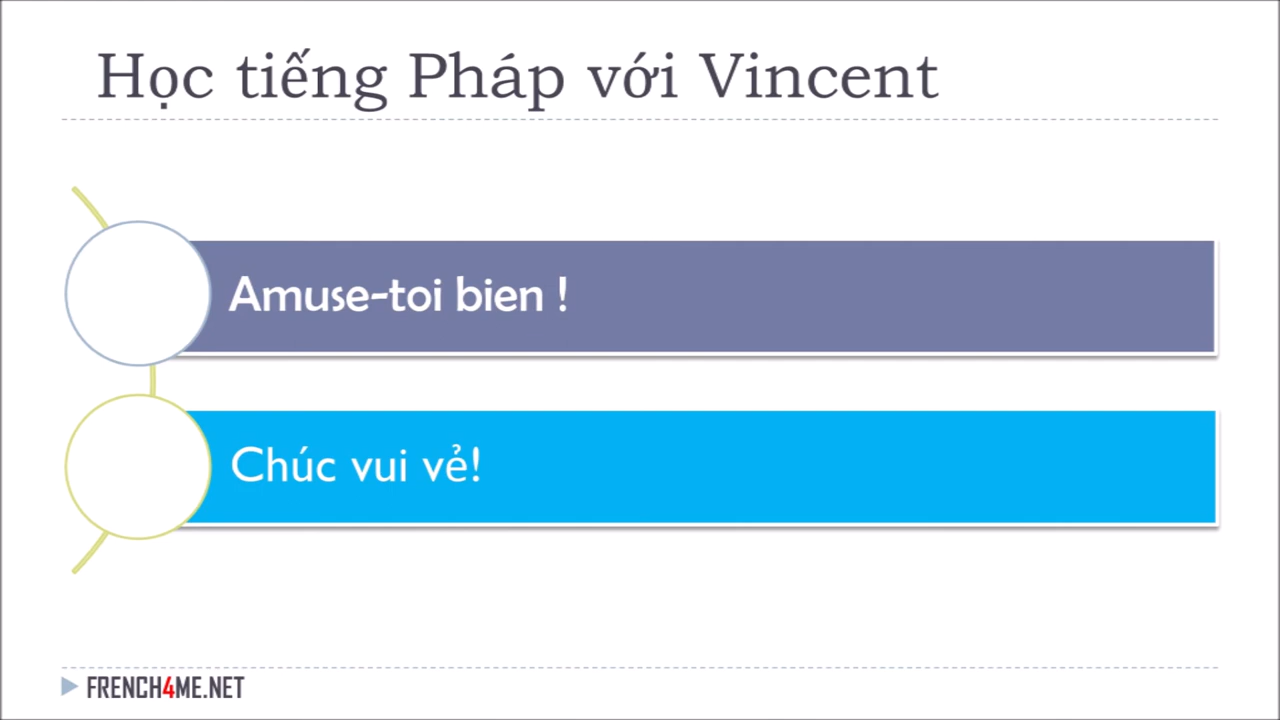 Học tiếng Pháp với Vincent
Amuse-toi bien !
Chúc vui vẻ!
FRENCH4ME.NET